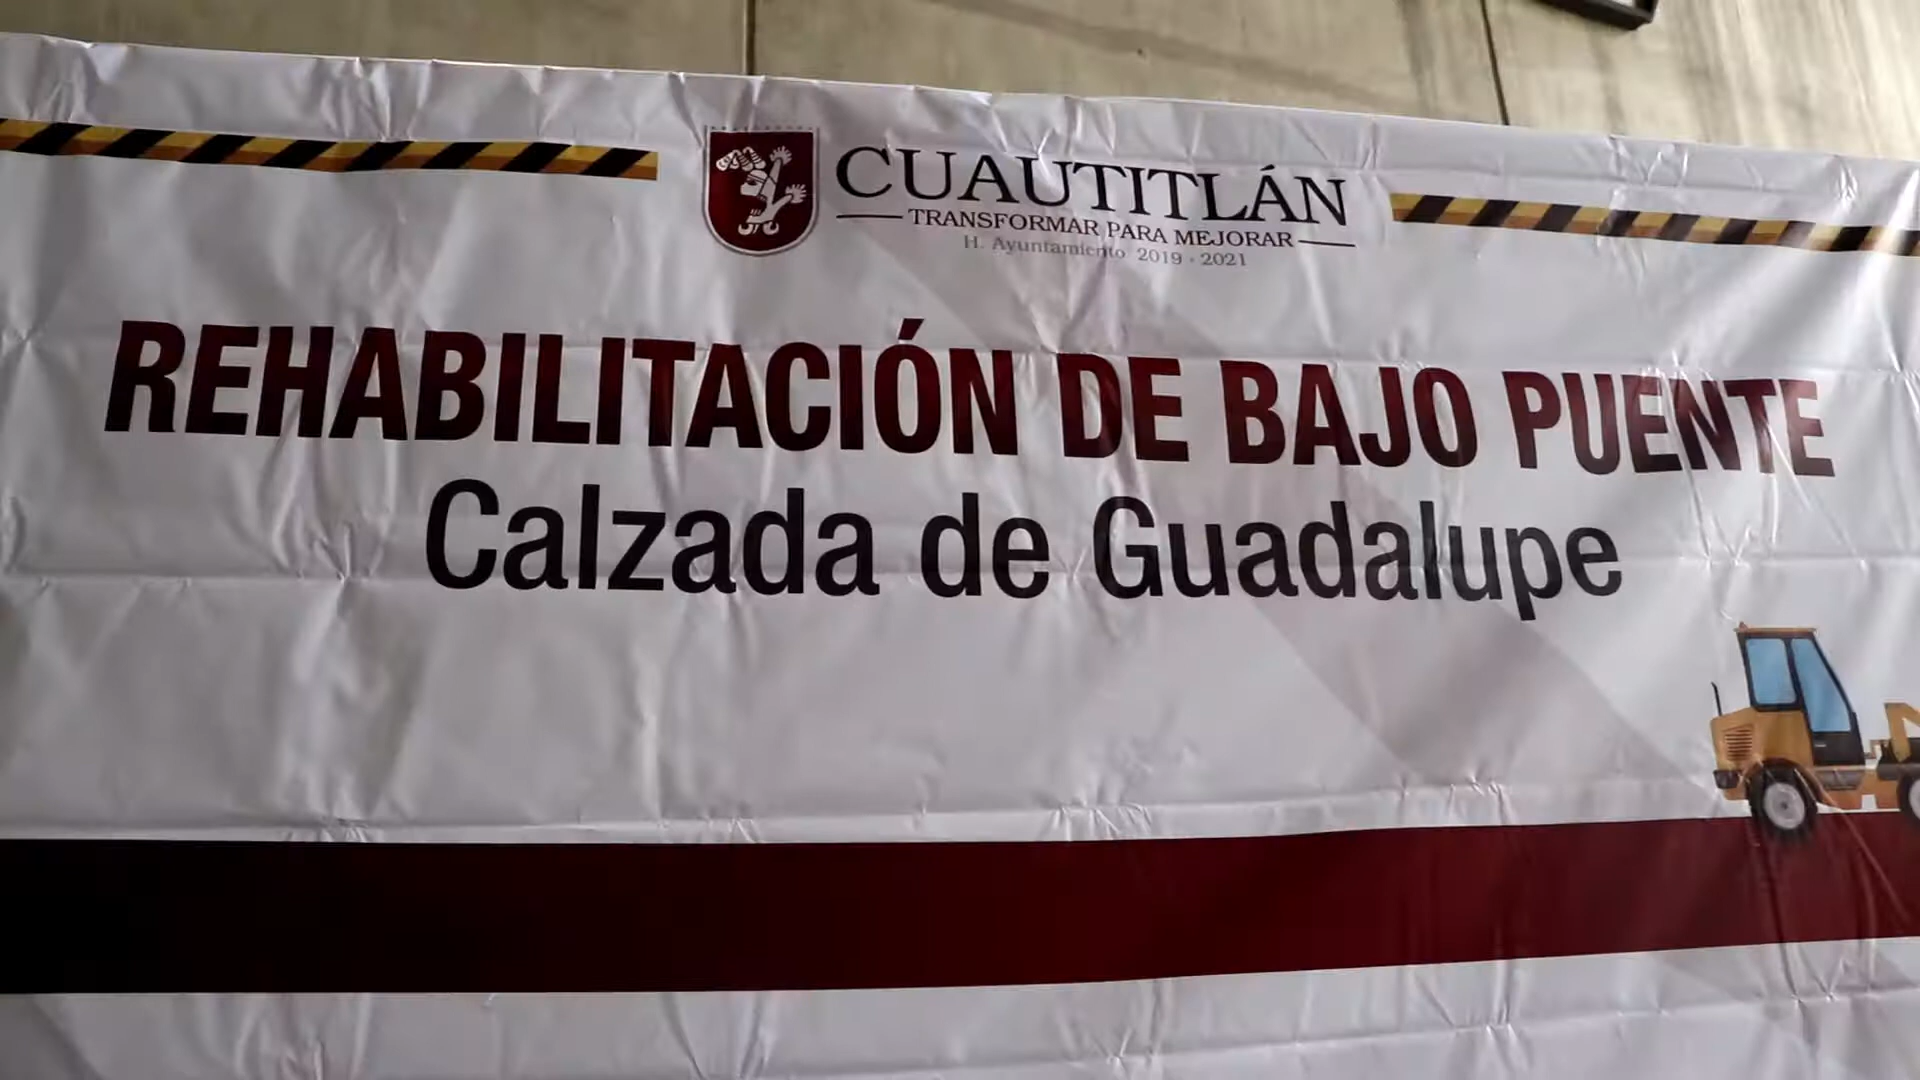 CUAUTITLÁN
TRANSFORMAR PARA MEJORAR
H. Ayuntamiento 2019 - 2021
REHABILITACIÓN DE BAJO PUENTE
Calzada de Guadalupe